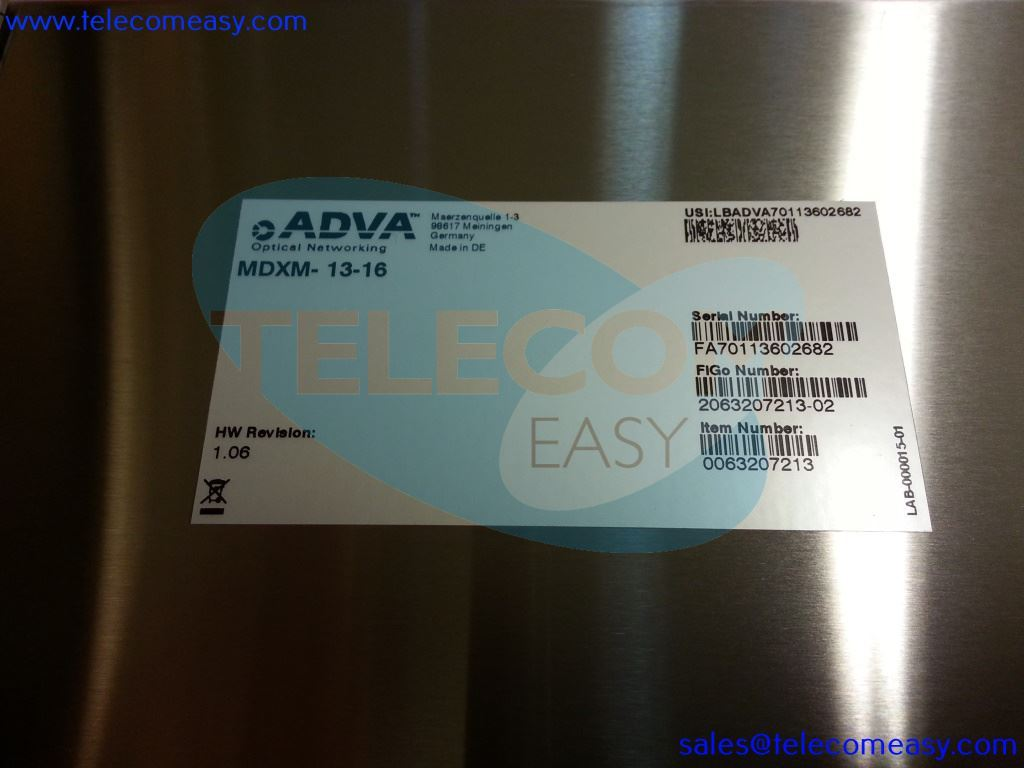 www.telecomeasy.com
ADVA™
Optical Networking
Maerzenquelle 1-3
98617 Meiningen
Germany
Made in DE
USI:LBADVA70113602682
MDXM- 13-16
TELECO
EASY
Serial Number:
FA70113602682
FiGo Number:
2063207213-02
Item Number:
0063207213
HW Revision:
1.06
LAB-000015-01
sales@telecomeasy.com